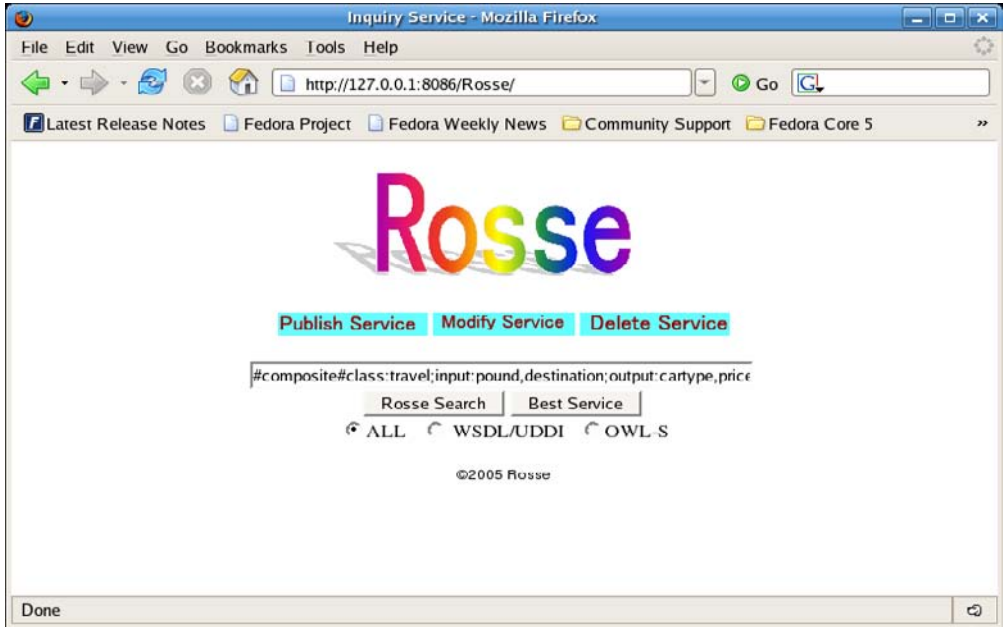 Inquiry Service - Mozilla Firefox
File Edit View Go Bookmarks Tools Help
http://127.0.0.1:8086/Rosse/ Go G
Latest Release Notes Fedora Project Fedora Weekly News Community Support Fedora Core 5 »
Rosse
Publish Service Modify Service Delete Service
#composite#class:travel;input:pound,destination;output:cartype,price
Rosse Search Best Service
ALL WSDL/UDDI OWL-S
©2005 Rosse
Done